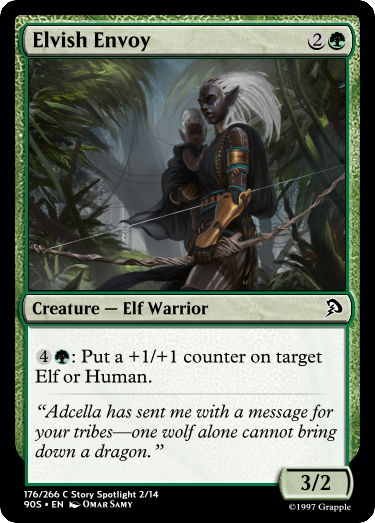 Elvish Envoy 2
Creature — Elf Warrior
4 : Put a +1/+1 counter on target
Elf or Human.
“Adcella has sent me with a message for
your tribes—one wolf alone cannot bring
down a dragon.”
3/2
176/266 C Story Spotlight 2/14
90S • EN Omar Samy
©1997 Grapple